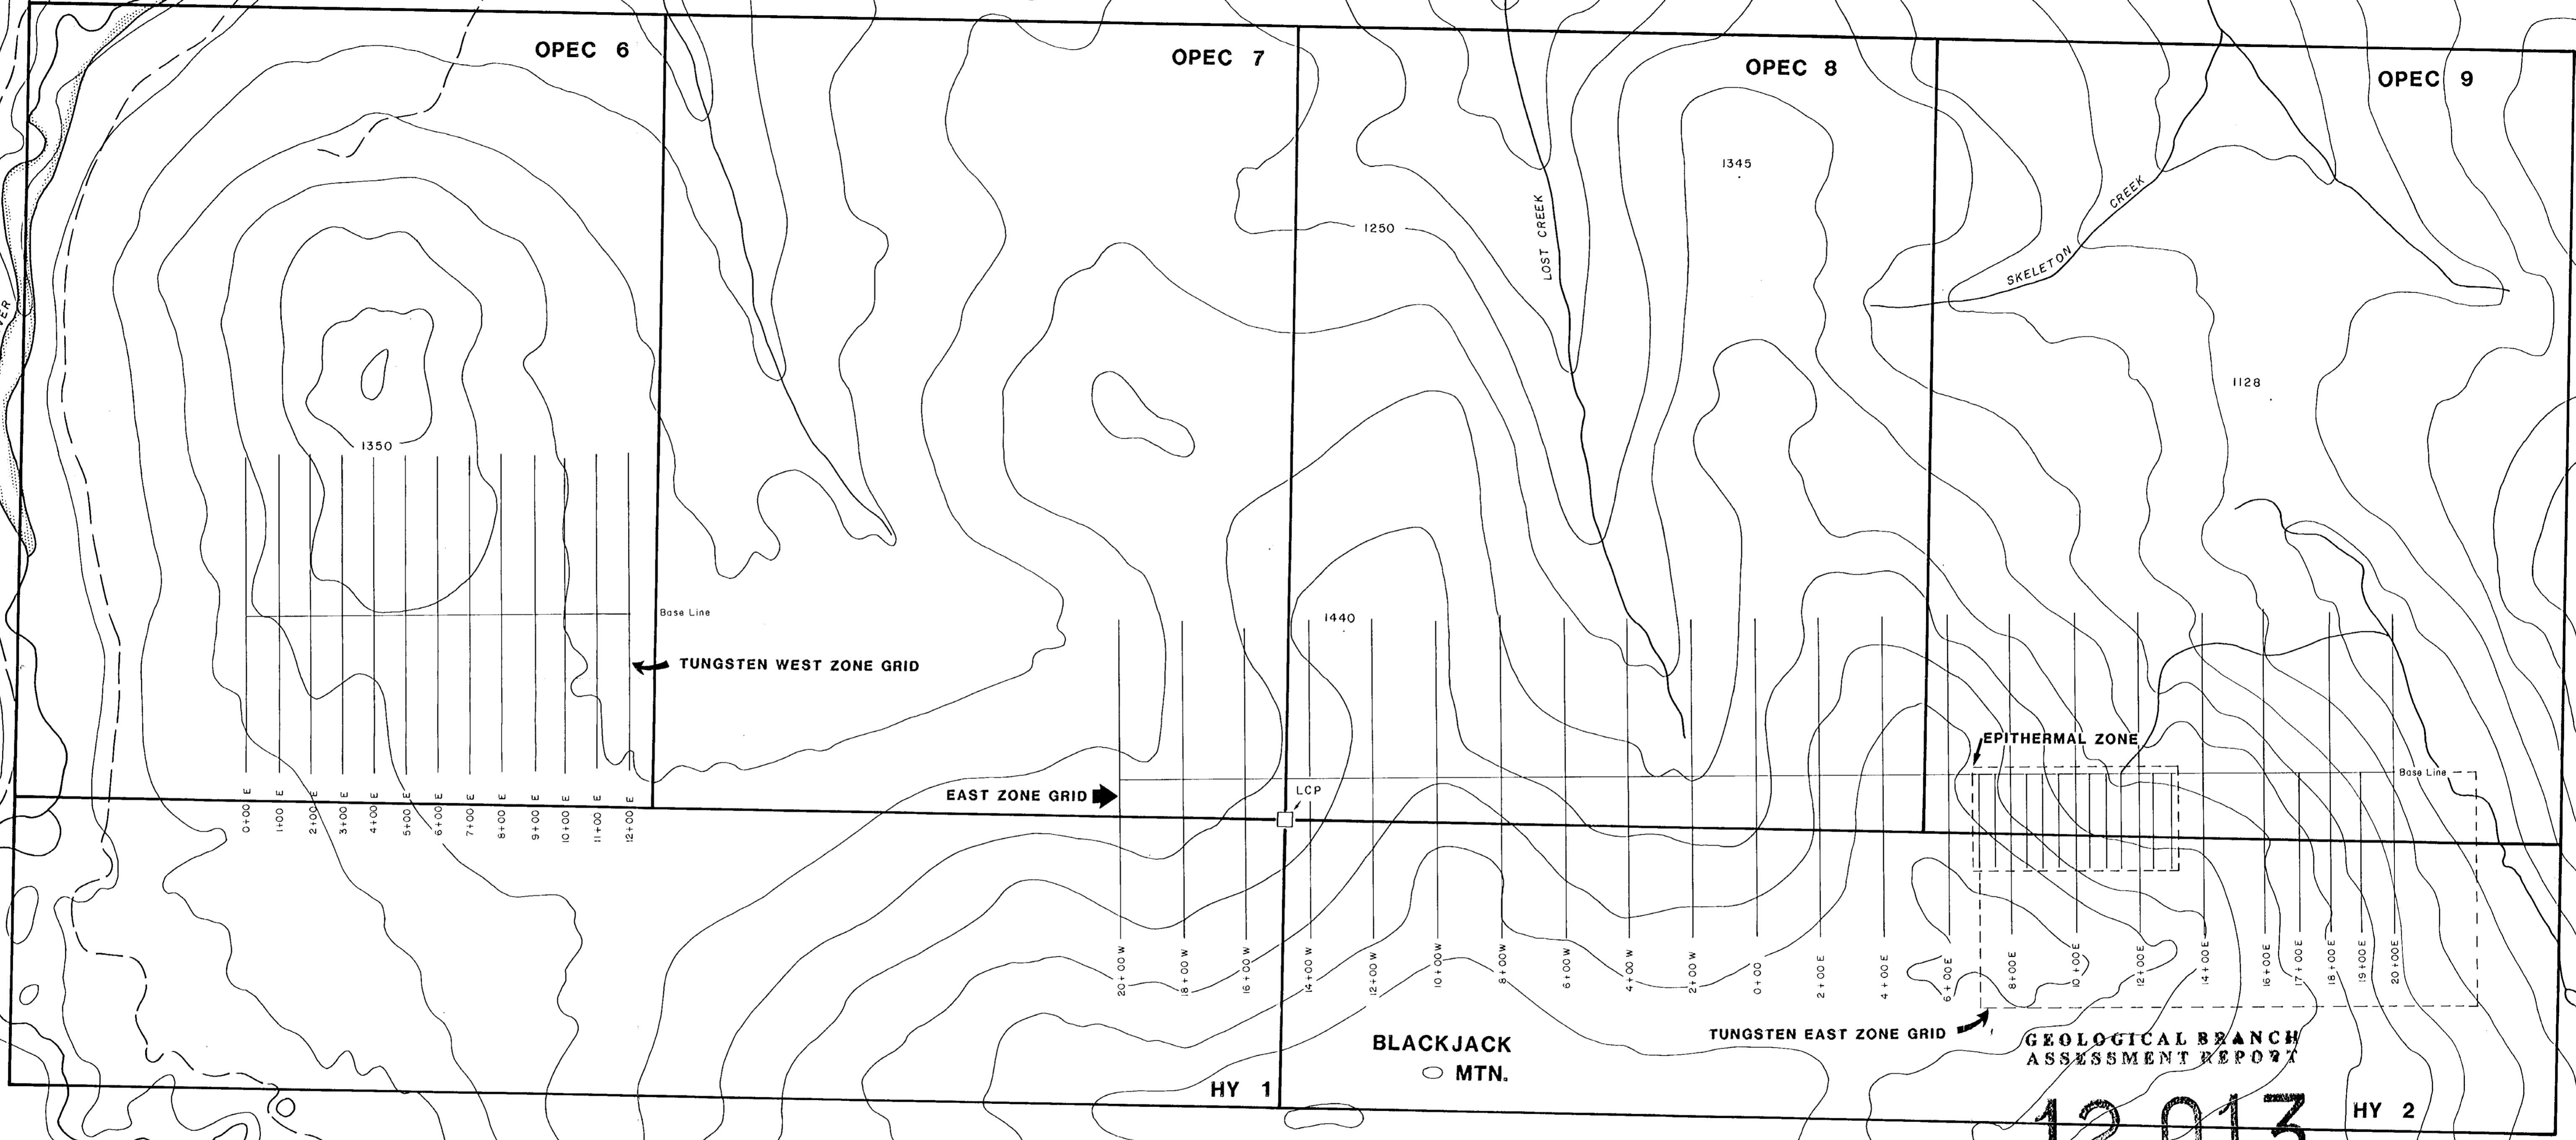 OPEC 6
OPEC 7
OPEC 8
OPEC 9
1345
LOST CREEK
1250
SKELETON CREEK
1128
1350
Base Line
1440
TUNGSTEN WEST ZONE GRID
EPITHERMAL ZONE
Base Line
EAST ZONE GRID
LCP
0+00 E
1+00 E
2+00 E
3+00 E
4+00 E
5+00 E
6+00 E
7+00 E
8+00 E
9+00 E
10+00 E
11+00 E
12+00 E
20+00 W
18+00 W
16+00 W
14+00 W
12+00 W
10+00 W
8+00 W
6+00 W
4+00 W
2+00 W
0+00
2+00 E
4+00 E
6+00 E
8+00 E
10+00 E
12+00 E
14+00 E
16+00 E
17+00 E
18+00 E
19+00 E
20+00 E
TUNGSTEN EAST ZONE GRID
BLACKJACK
MTN.
GEOLOGICAL BRANCH
ASSESSMENT REPORT
HY 1
12,013
HY 2